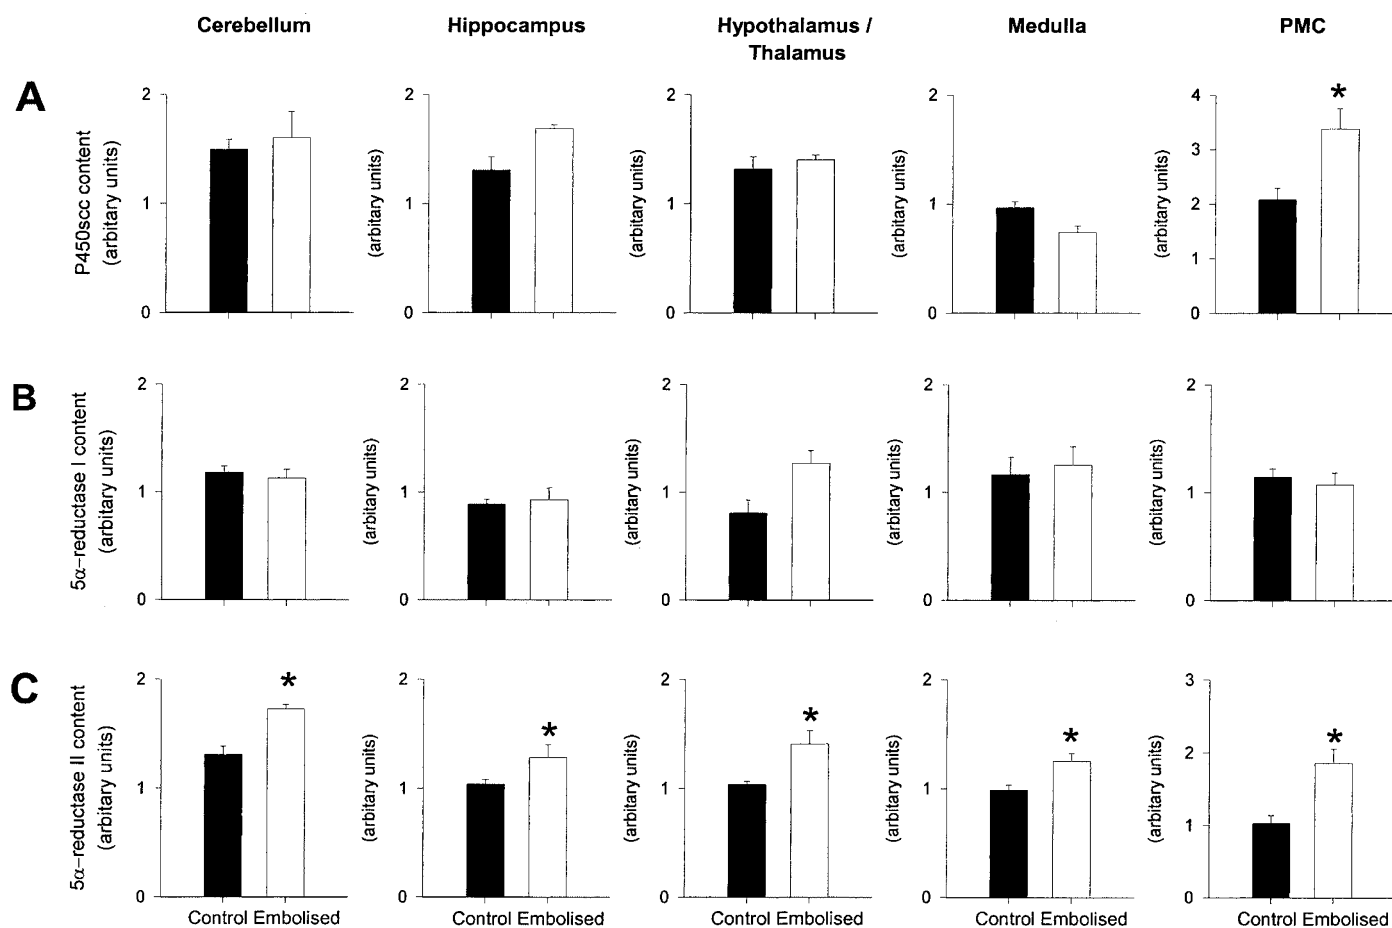 Cerebellum Hippocampus Hypothalamus / Medulla PMC
Thalamus
A
P450scc content
(arbitary units)
2
1
0
(arbitary units)
2
1
0
(arbitary units)
2
1
0
(arbitary units)
2
1
0
(arbitary units)
4
3
2
1
0
*
B
5α–reductase I content
(arbitary units)
2
1
0
(arbitary units)
2
1
0
(arbitary units)
2
1
0
(arbitary units)
2
1
0
(arbitary units)
2
1
0
C
5α–reductase II content
(arbitary units)
2
1
0
*
(arbitary units)
2
1
0
*
(arbitary units)
2
1
0
*
(arbitary units)
2
1
0
*
(arbitary units)
3
2
1
0
*
Control Embolised Control Embolised Control Embolised Control Embolised Control Embolised